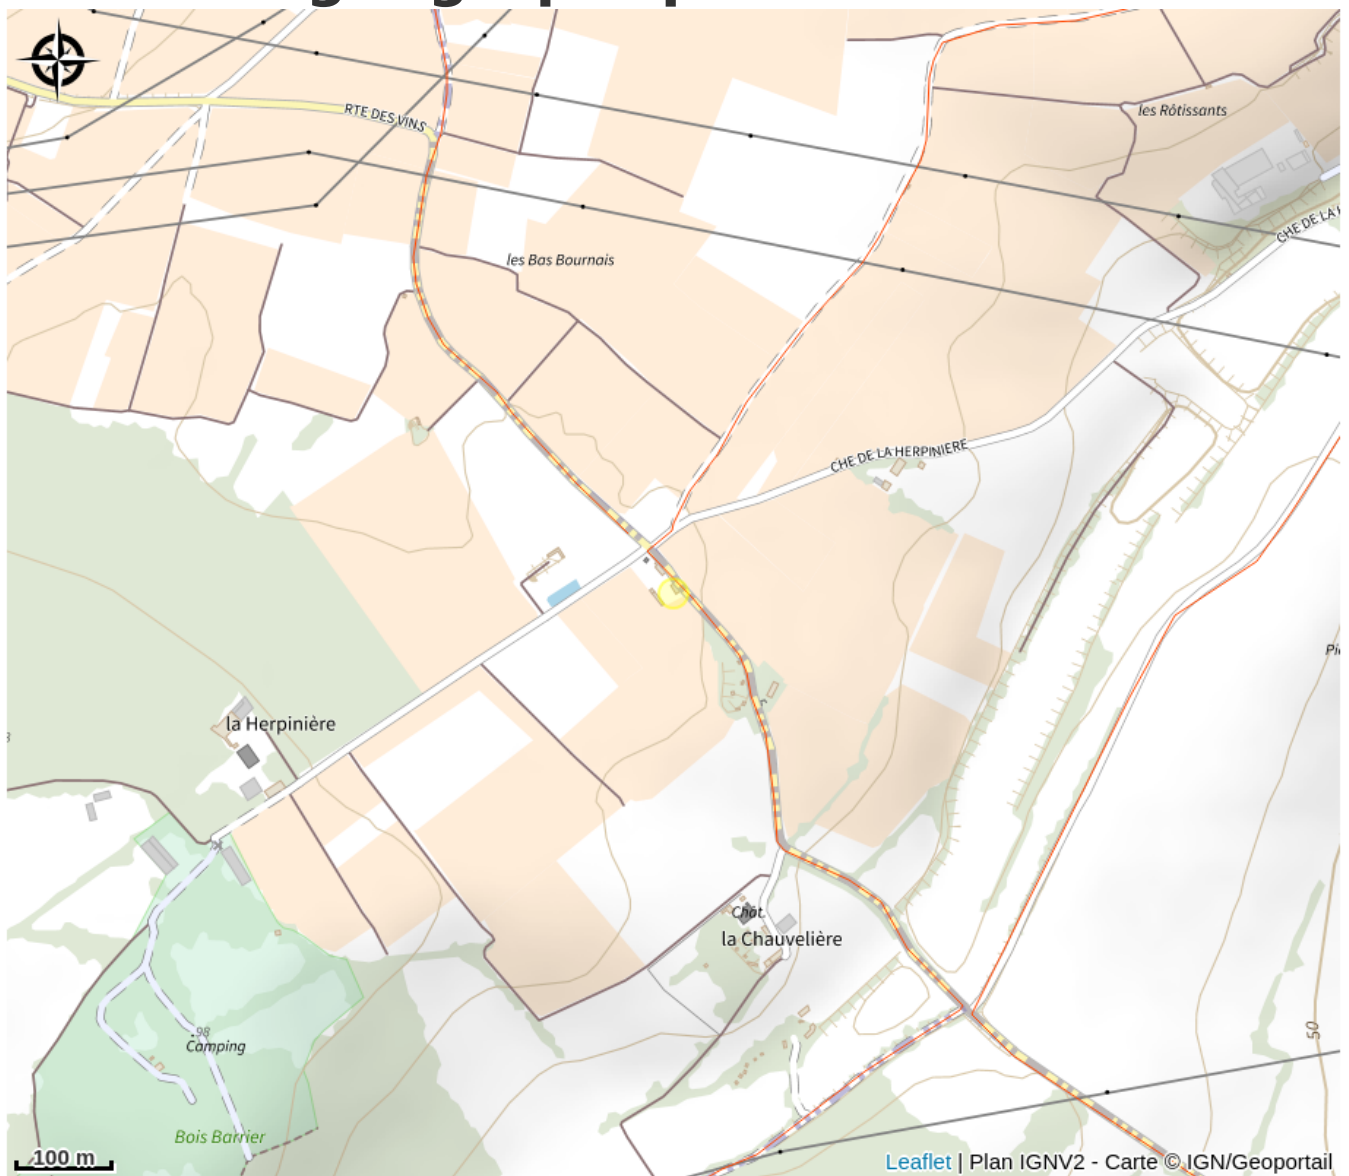 RTE DES VINS
les Rôtissants
CHE DE LA
les Bas Bournais
CHE DE LA HERPINIERE
la Herpinière
Chât.
la Chauvelière
98
Camping
50
Bois Barrier
100 m
Leaflet | Plan IGNV2 - Carte © IGN/Geoportail